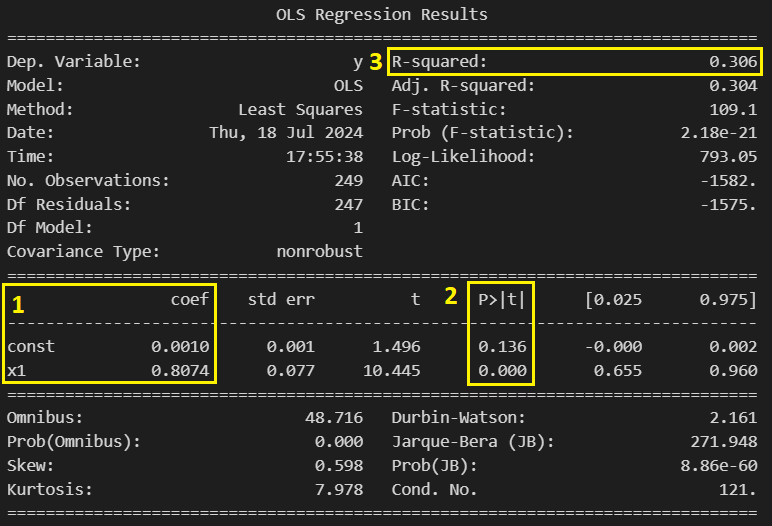 OLS Regression Results
==============================================================================
Dep. Variable: y 3 R-squared: 0.306
Model: OLS Adj. R-squared: 0.304
Method: Least Squares F-statistic: 109.1
Date: Thu, 18 Jul 2024 Prob (F-statistic): 2.18e-21
Time: 17:55:38 Log-Likelihood: 793.05
No. Observations: 249 AIC: -1582.
Df Residuals: 247 BIC: -1575.
Df Model: 1
Covariance Type: nonrobust
==============================================================================
1 coef std err t 2 P>|t| [0.025 0.975]
------------------------------------------------------------------------------
const 0.0010 0.001 1.496 0.136 -0.000 0.002
x1 0.8074 0.077 10.445 0.000 0.655 0.960
==============================================================================
Omnibus: 48.716 Durbin-Watson: 2.161
Prob(Omnibus): 0.000 Jarque-Bera (JB): 271.948
Skew: 0.598 Prob(JB): 8.86e-60
Kurtosis: 7.978 Cond. No. 121.
==============================================================================